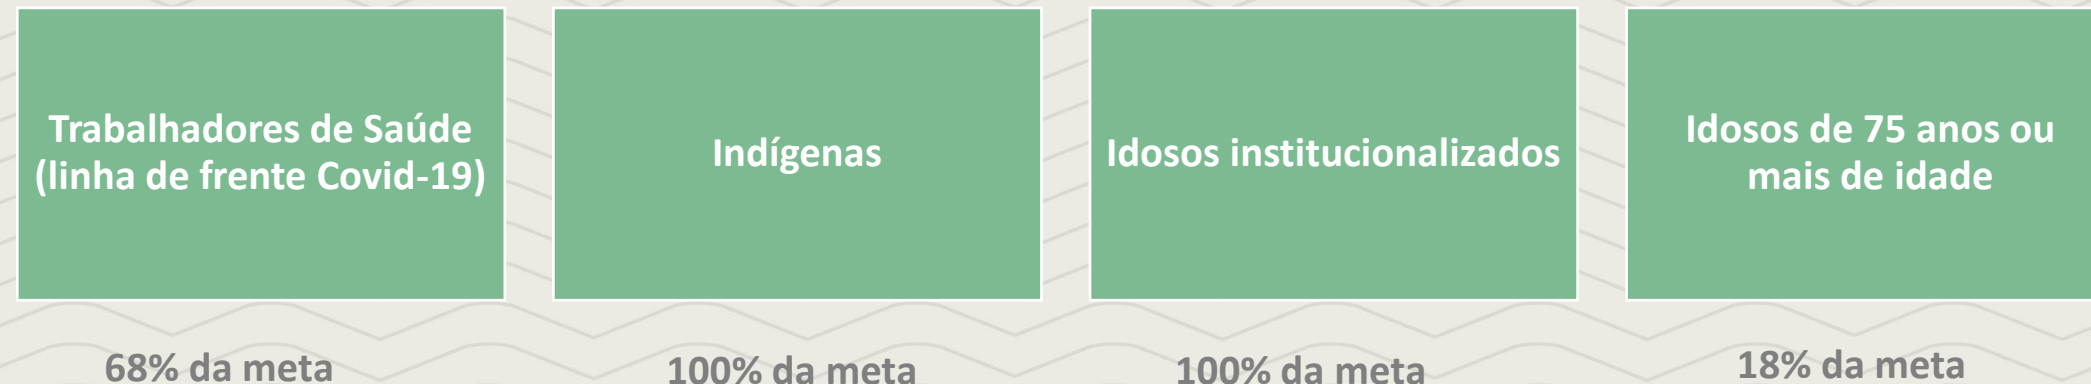 Trabalhadores de Saúde
(linha de frente Covid-19)
Indígenas
Idosos institucionalizados
Idosos de 75 anos ou
mais de idade
68% da meta
100% da meta
100% da meta
18% da meta